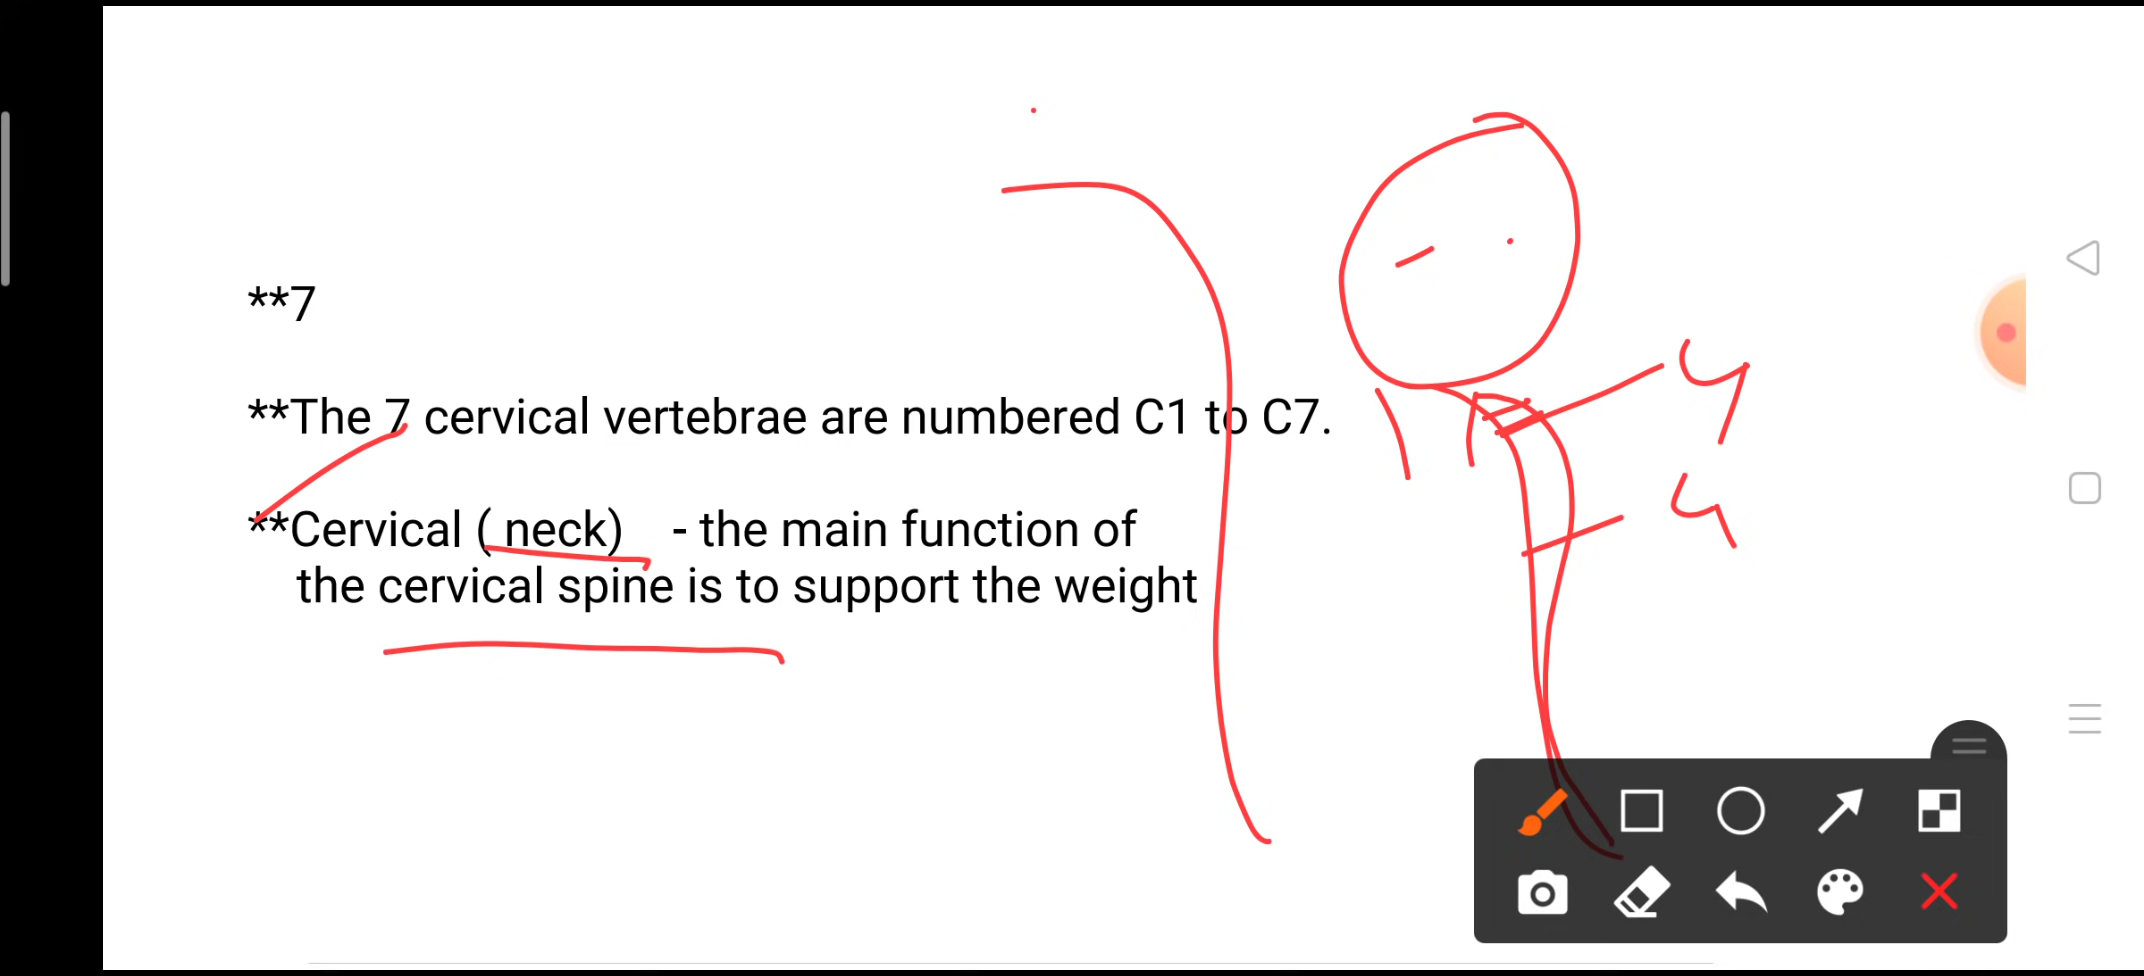 **7
**The 7 cervical vertebrae are numbered C1 to C7.
**Cervical ( neck) - the main function of
the cervical spine is to support the weight